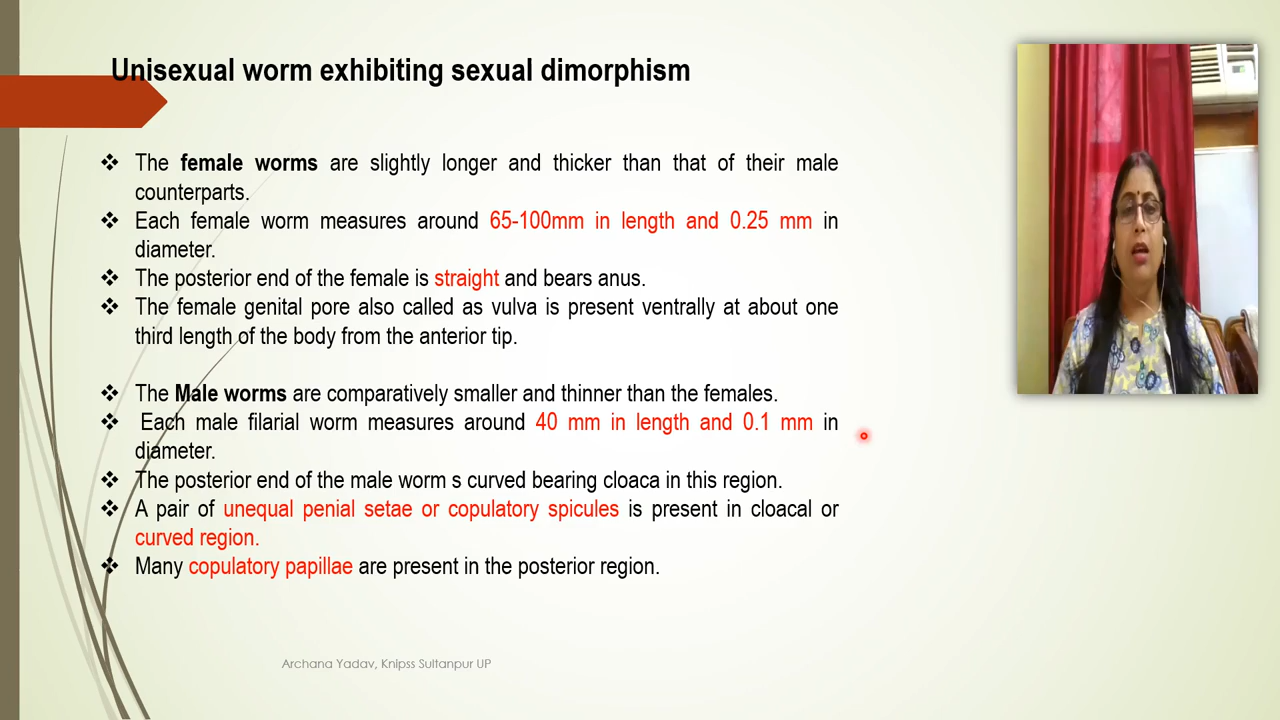 Unisexual worm exhibiting sexual dimorphism
❖ The female worms are slightly longer and thicker than that of their male
counterparts.
❖ Each female worm measures around 65-100mm in length and 0.25 mm in
diameter.
❖ The posterior end of the female is straight and bears anus.
❖ The female genital pore also called as vulva is present ventrally at about one
third length of the body from the anterior tip.
❖ The Male worms are comparatively smaller and thinner than the females.
❖ Each male filarial worm measures around 40 mm in length and 0.1 mm in
diameter.
❖ The posterior end of the male worm s curved bearing cloaca in this region.
❖ A pair of unequal penial setae or copulatory spicules is present in cloacal or
curved region.
❖ Many copulatory papillae are present in the posterior region.
Archana Yadav, Knipss Sultanpur UP